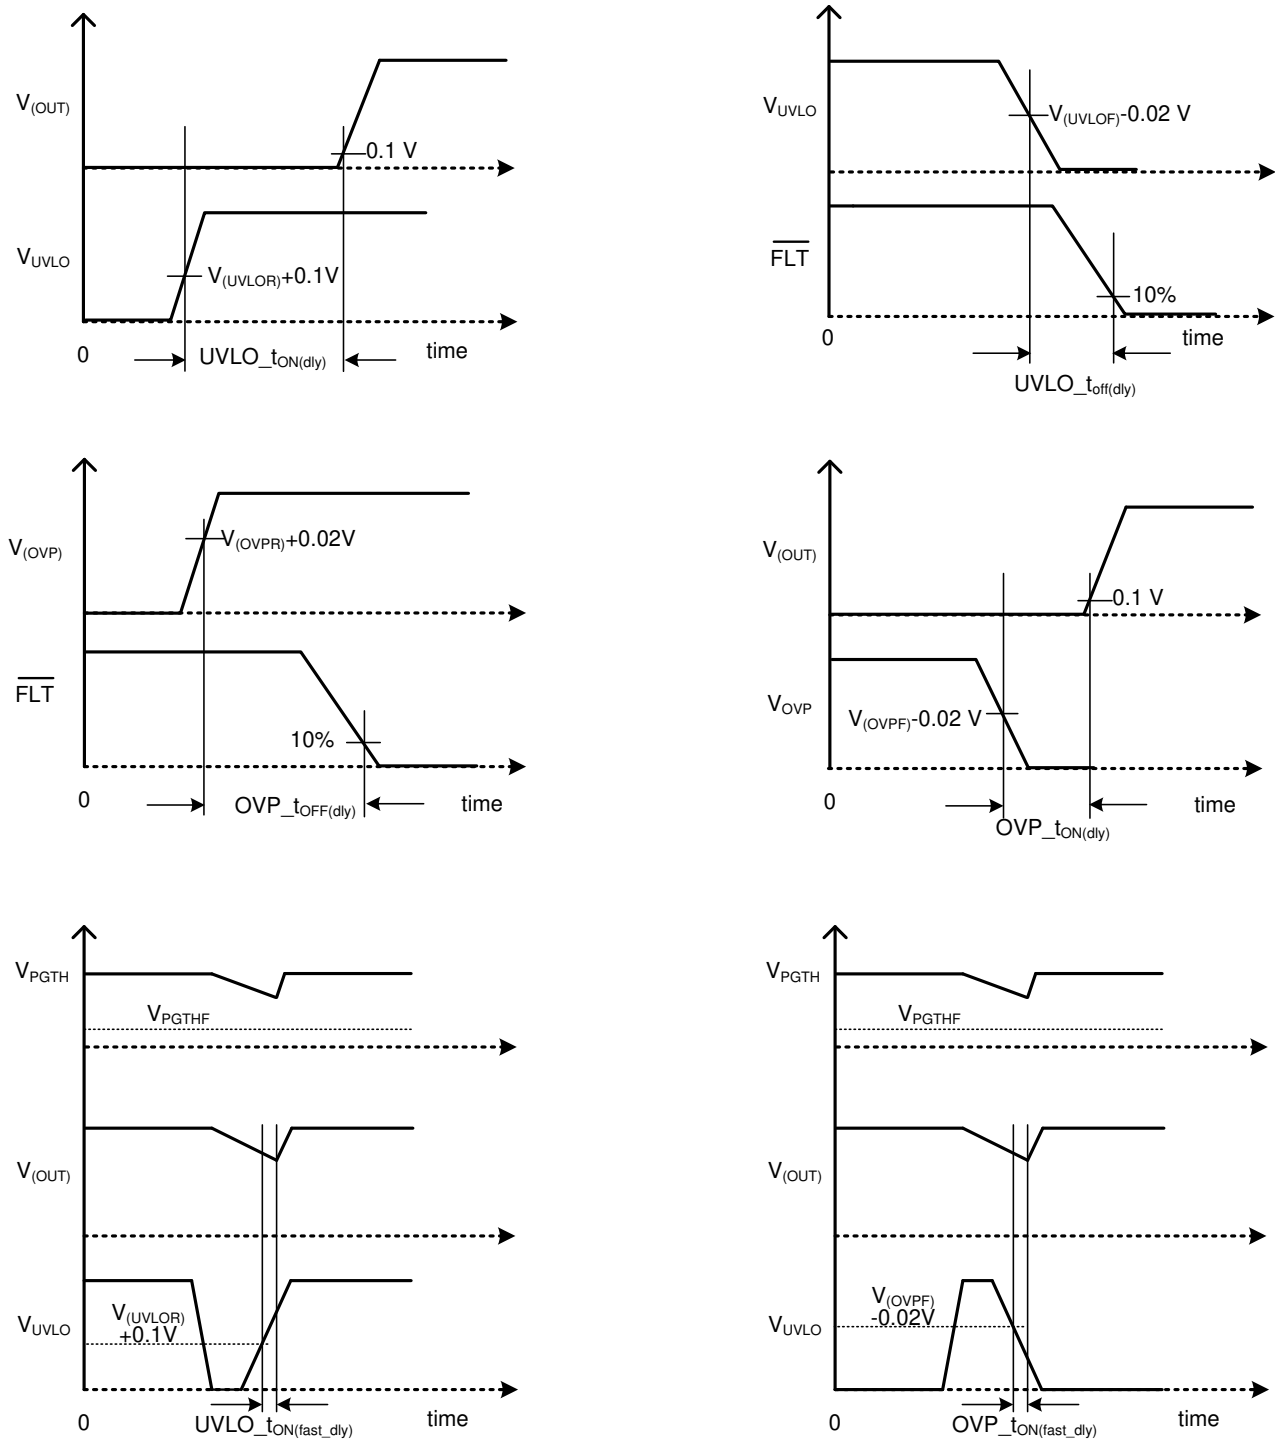 V(OUT)
0.1 V
VUVLO
V(UVLOR)+0.1V
0
UVLO_tON(dly)
time
VUVLO
V(UVLOF)-0.02 V
FLT
10%
0
time
UVLO_toff(dly)
V(OVP)
V(OVPR)+0.02V
FLT
10%
0
OVP_tOFF(dly)
time
V(OUT)
0.1 V
VOVP
V(OVPF)-0.02 V
0
time
OVP_tON(dly)
VPGTH
VPGTHF
V(OUT)
V(UVLOR)
+0.1V
VUVLO
0
UVLO_tON(fast_dly)
time
VPGTH
VPGTHF
V(OUT)
V(OVPF)
-0.02V
VUVLO
0
OVP_tON(fast_dly)
time